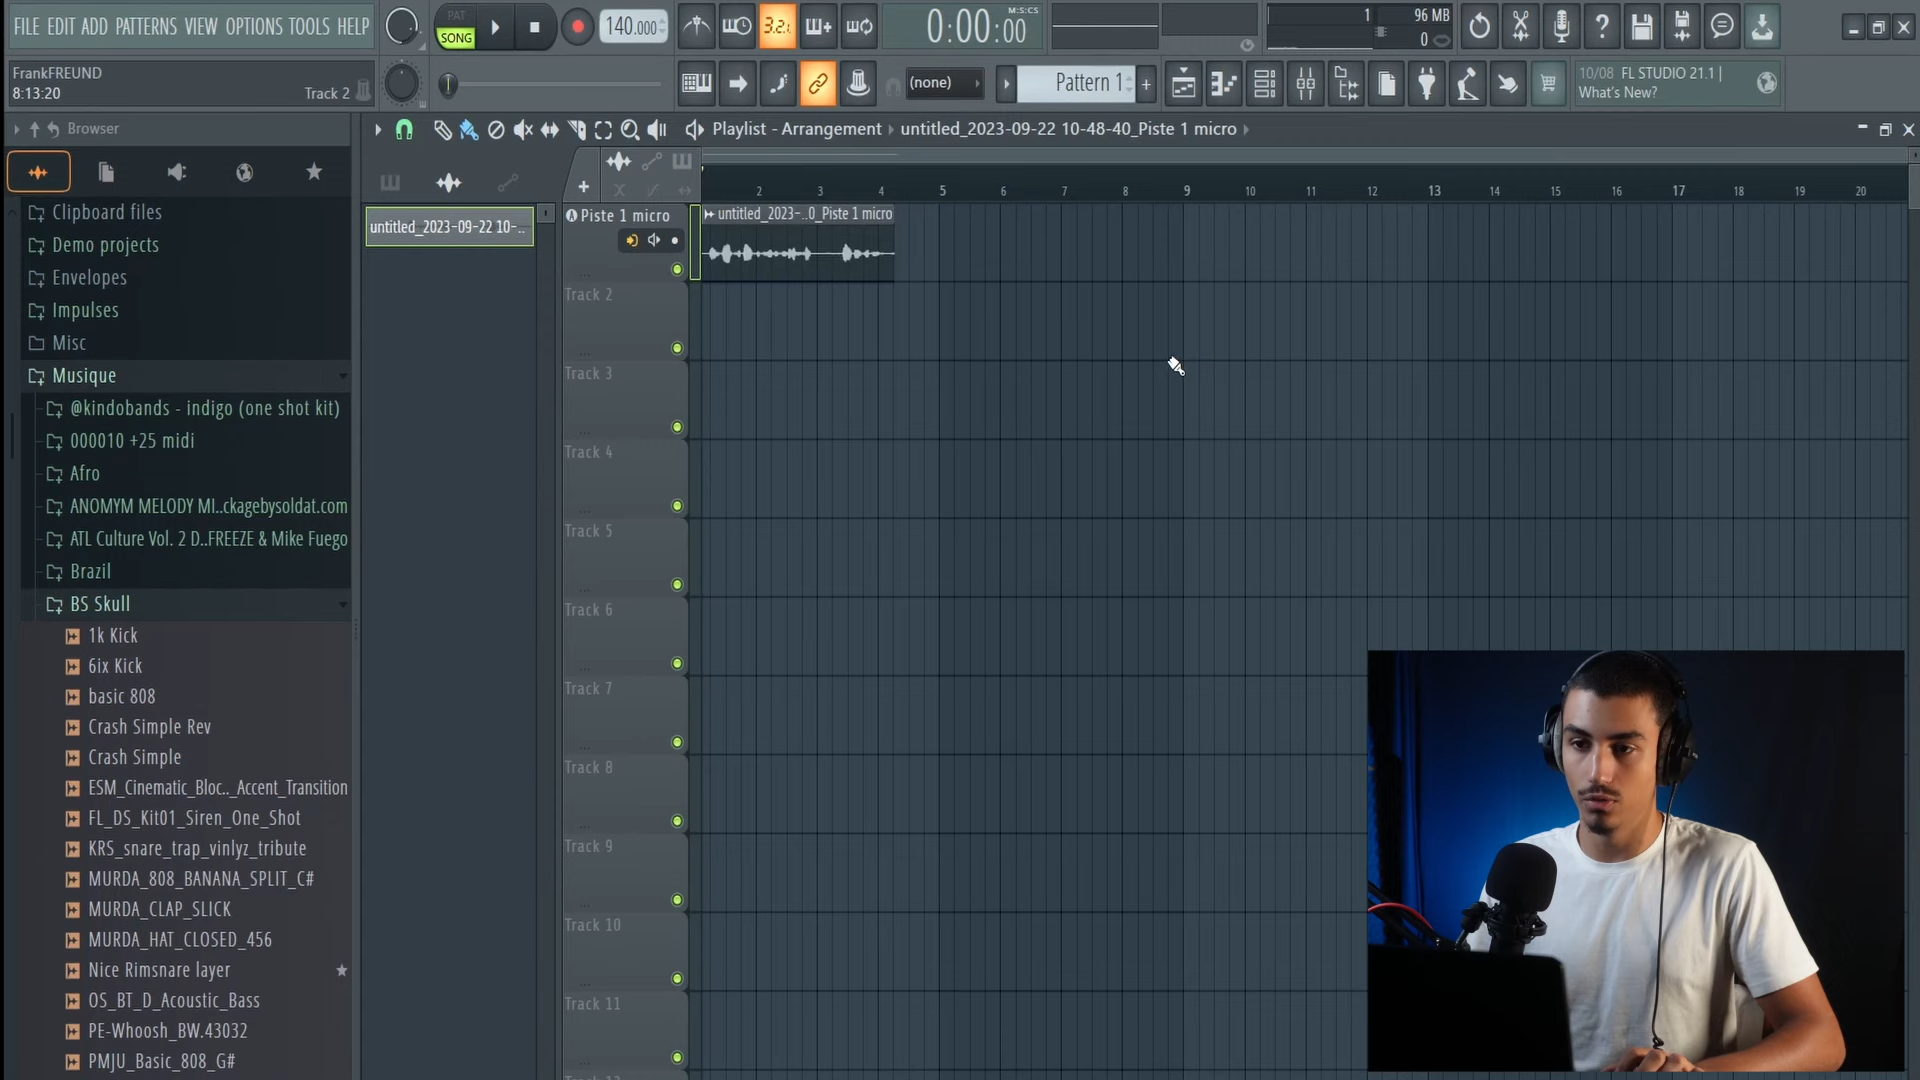 FILE EDIT ADD PATTERNS VIEW OPTIONS TOOLS HELP
PAT
SONG
140.000
3.2.
0:00:00
M:S:CS
1
96 MB
0
FrankFREUND
8:13:20
Track 2
(none)
Pattern 1
+
10/08 FL STUDIO 21.1 |
What's New?
Browser
Playlist - Arrangement
untitled_2023-09-22 10-48-40_Piste 1 micro
2 3 4 5 6 7 8 9 10 11 12 13 14 15 16 17 18 19 20
untitled_2023-09-22 10-..
Piste 1 micro
untitled_2023-..0_Piste 1 micro
Track 2
Track 3
Track 4
Track 5
Track 6
Track 7
Track 8
Track 9
Track 10
Track 11
Clipboard files
Demo projects
Envelopes
Impulses
Misc
Musique
@kindobands - indigo (one shot kit)
000010 +25 midi
Afro
ANOMYM MELODY MI..ckagebysoldat.com
ATL Culture Vol. 2 D..FREEZE & Mike Fuego
Brazil
BS Skull
1k Kick
6ix Kick
basic 808
Crash Simple Rev
Crash Simple
ESM_Cinematic_Bloc.._Accent_Transition
FL_DS_Kit01_Siren_One_Shot
KRS_snare_trap_vinlyz_tribute
MURDA_808_BANANA_SPLIT_C#
MURDA_CLAP_SLICK
MURDA_HAT_CLOSED_456
Nice Rimsnare layer
OS_BT_D_Acoustic_Bass
PE-Whoosh_BW.43032
PMJU_Basic_808_G#